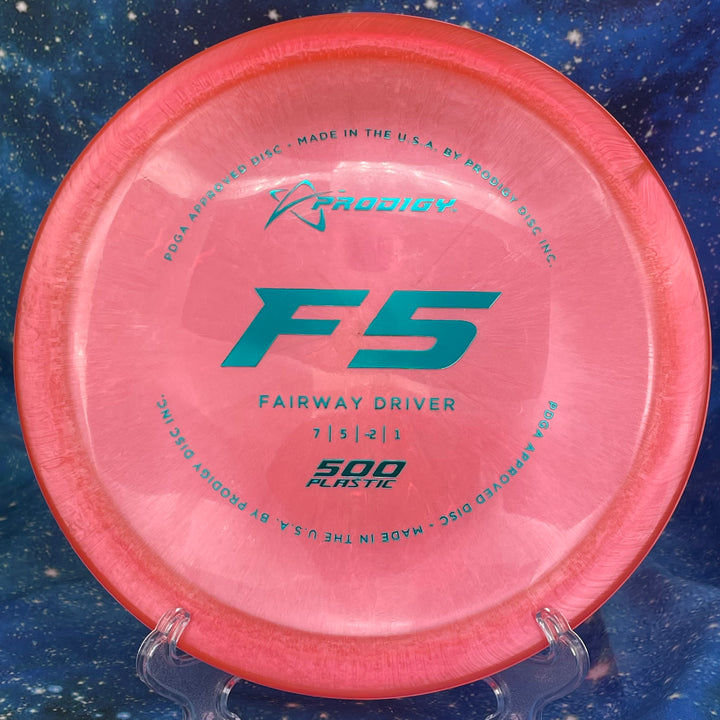 PDGA APPROVED DISC - MADE IN THE U.S.A. BY PRODIGY DISC INC.
PRODIGY
F5
FAIRWAY DRIVER
7 | 5 | -2 | 1
500
PLASTIC
PDGA APPROVED DISC - MADE IN THE U.S.A. BY PRODIGY DISC INC.